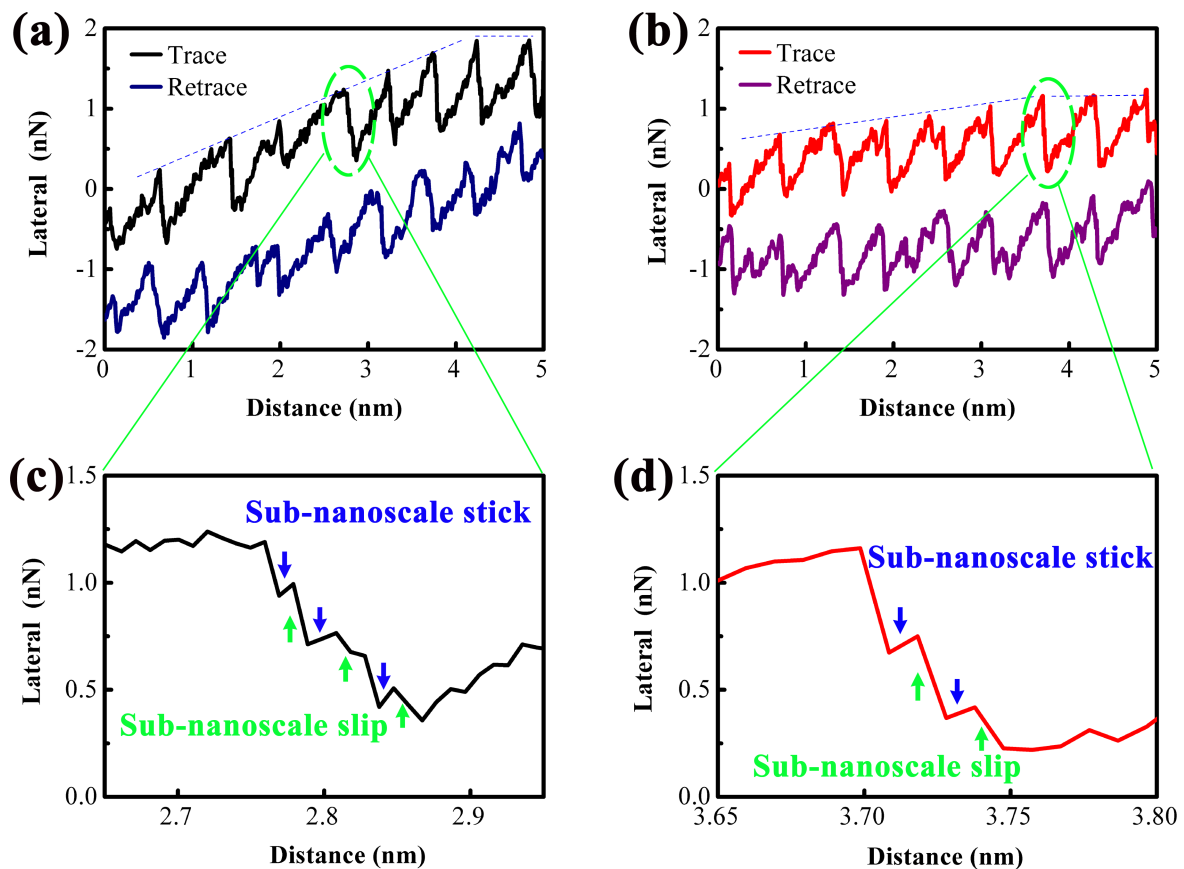 (a)
Trace
Retrace
Lateral (nN)
2
1
0
-1
-2
0 1 2 3 4 5
Distance (nm)
(b)
Trace
Retrace
Lateral (nN)
2
1
0
-1
-2
0 1 2 3 4 5
Distance (nm)
(c)
Sub-nanoscale stick
Sub-nanoscale slip
Lateral (nN)
1.5
1.0
0.5
0.0
2.7 2.8 2.9
Distance (nm)
(d)
Sub-nanoscale stick
Sub-nanoscale slip
Lateral (nN)
1.5
1.0
0.5
0.0
3.65 3.70 3.75 3.80
Distance (nm)